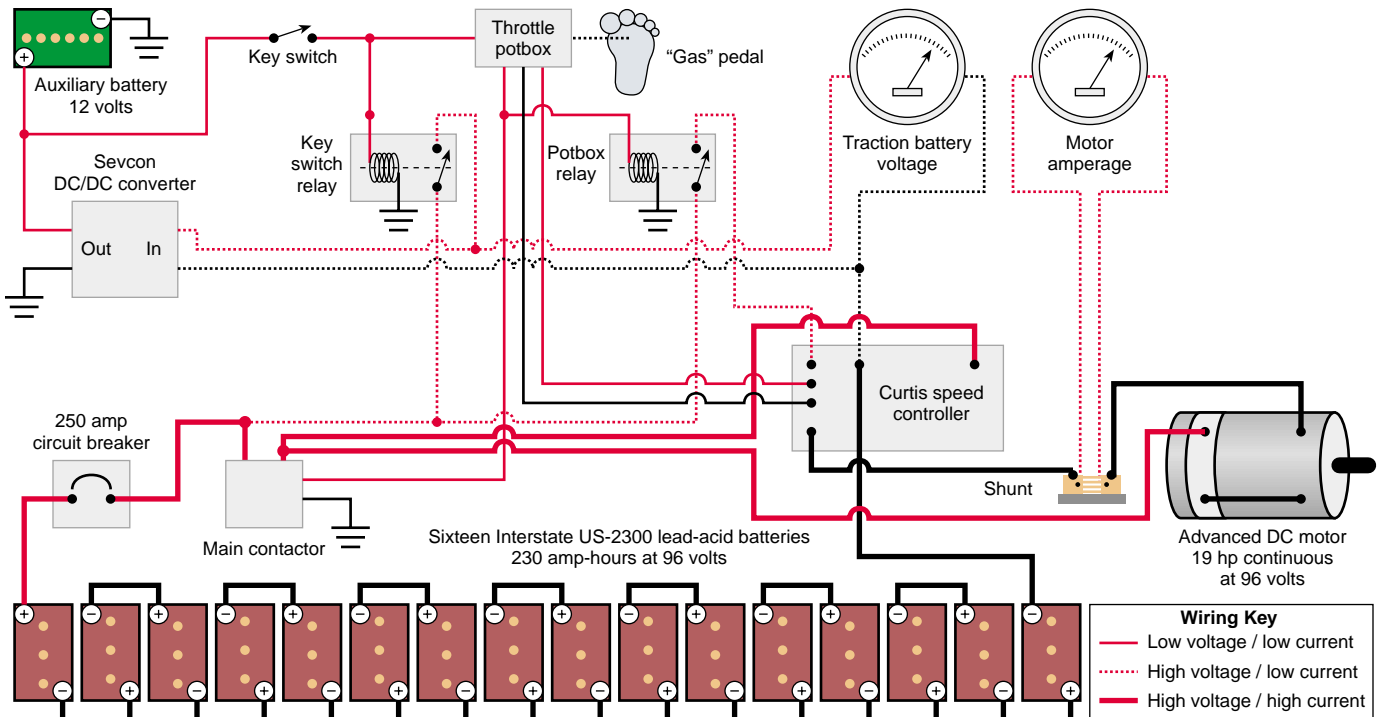 Auxiliary battery
12 volts
Key switch
Throttle
potbox
“Gas” pedal
Traction battery
voltage
Motor
amperage
Key
switch
relay
Potbox
relay
Sevcon
DC/DC converter
Out In
Curtis speed
controller
250 amp
circuit breaker
Main contactor
Shunt
Advanced DC motor
19 hp continuous
at 96 volts
Sixteen Interstate US-2300 lead-acid batteries
230 amp-hours at 96 volts
Wiring Key
Low voltage / low current
High voltage / low current
High voltage / high current